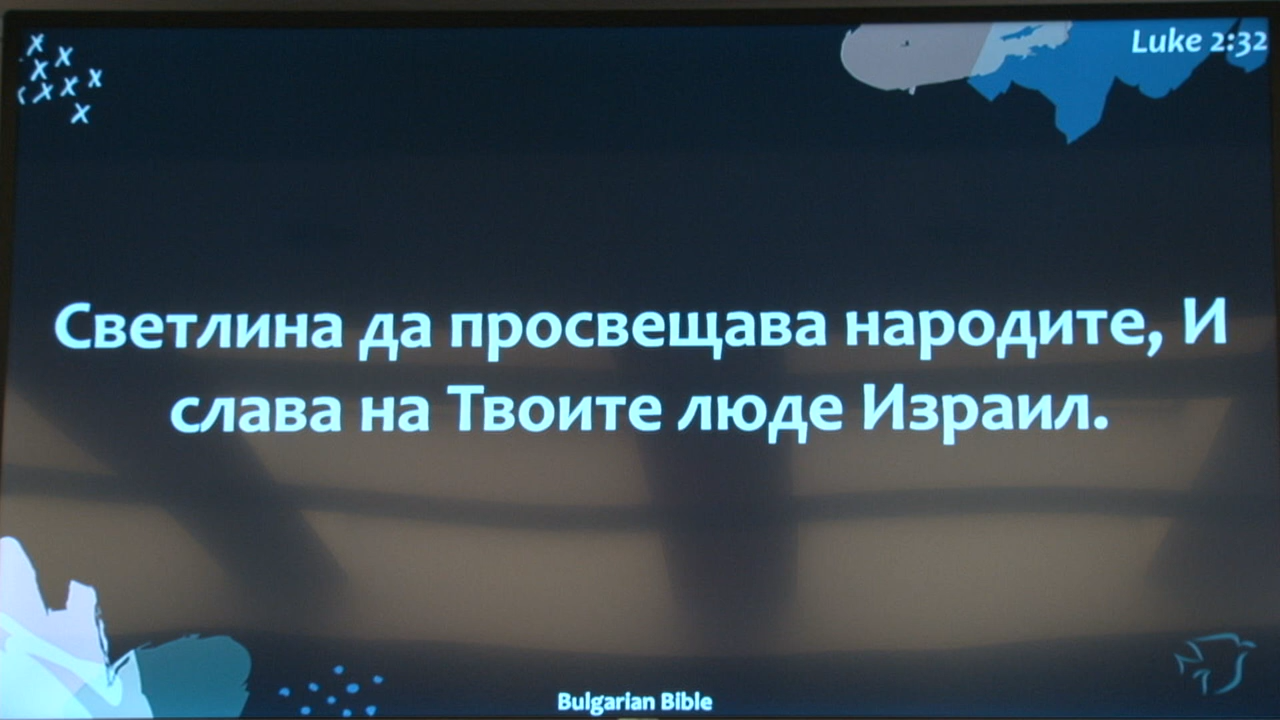 Luke 2:32
Светлина да просвещава народите, И
слава на Твоите люде Израил.
Bulgarian Bible